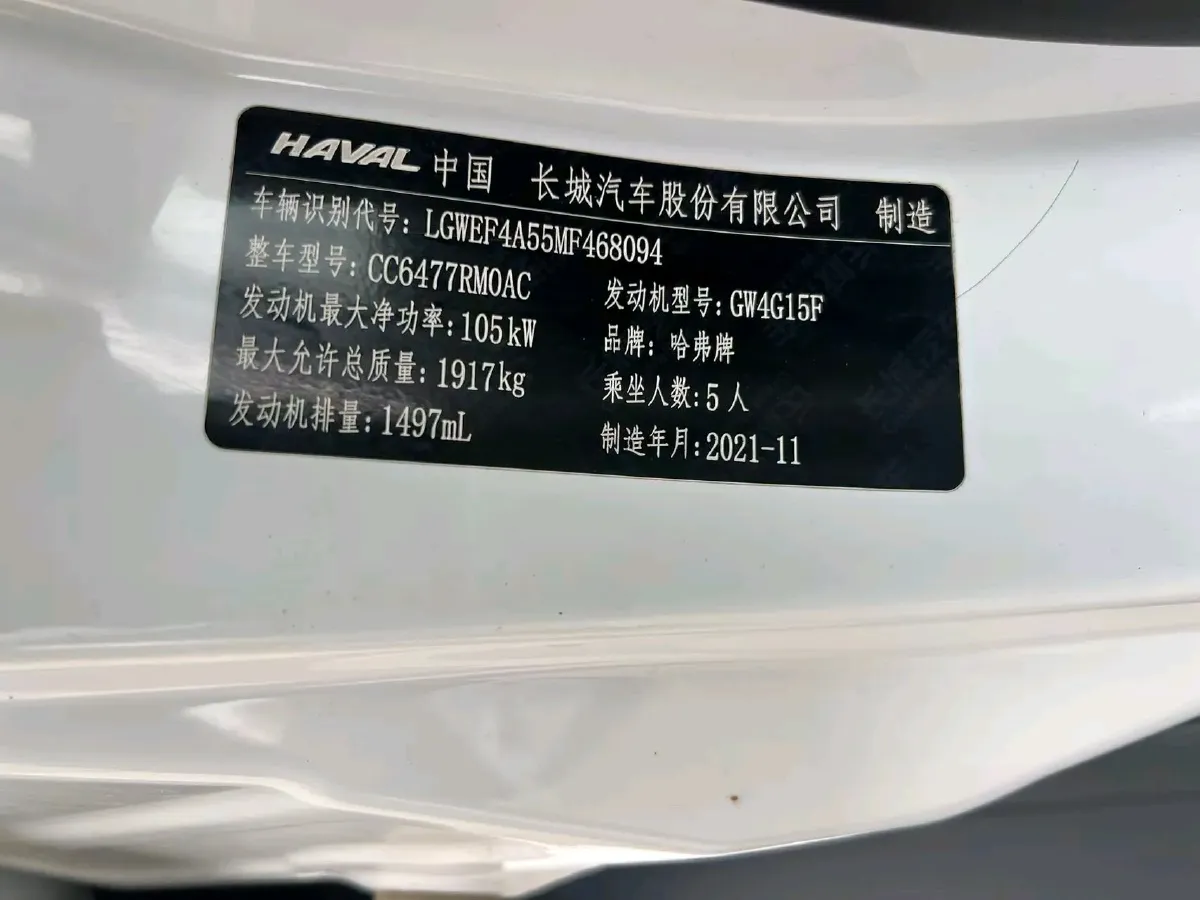 HAVAL 中国 长城汽车股份有限公司 制造
车辆识别代号: LGWEF4A55MF468094
整车型号: CC6477RM0AC 发动机型号: GW4G15F
发动机最大净功率: 105kW 品牌: 哈弗牌
最大允许总质量: 1917kg 乘坐人数: 5人
发动机排量: 1497mL 制造年月: 2021-11